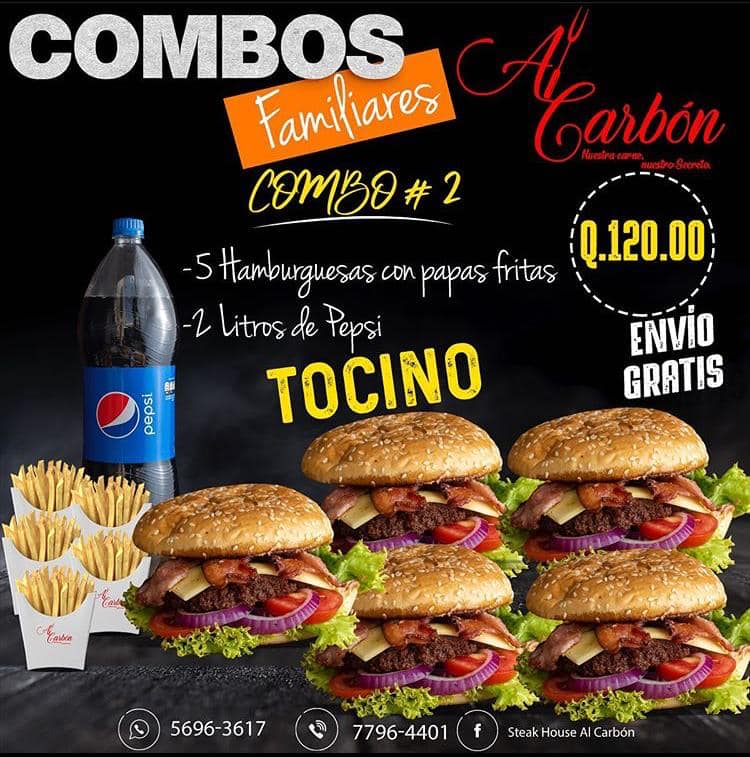 COMBOS
Familiares
Al Carbón
Nuestra carne,
nuestro Secreto.
COMBO # 2
Q.120.00
-5 Hamburguesas con papas fritas
-2 Litros de Pepsi
ENVÍO
GRATIS
TOCINO
pepsi
Al
Carbón
5696-3617
7796-4401
f
Steak House Al Carbón